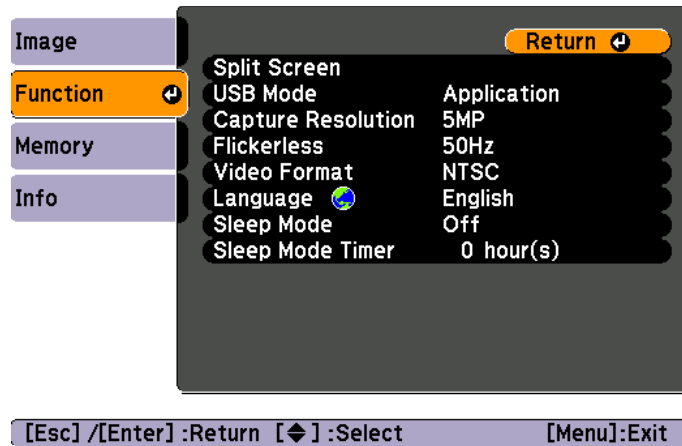 Image
Function
Memory
Info
Return
Split Screen
USB Mode Application
Capture Resolution 5MP
Flickerless 50Hz
Video Format NTSC
Language English
Sleep Mode Off
Sleep Mode Timer 0 hour(s)
[Esc] /[Enter] :Return [◆] :Select [Menu]:Exit